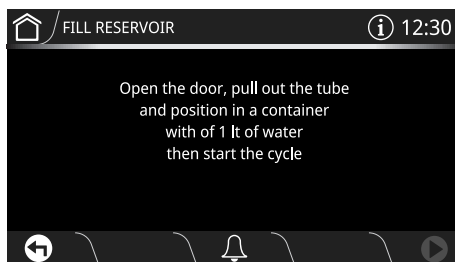 FILL RESERVOIR
12:30
Open the door, pull out the tube
and position in a container
with of 1 lt of water
then start the cycle